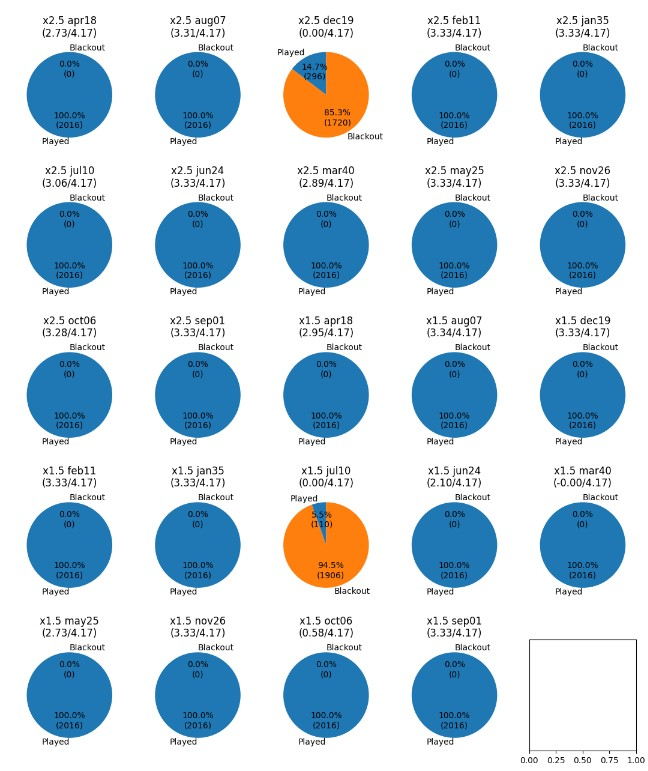 x2.5 apr18
(2.73/4.17)
Blackout
0.0%
(0)
100.0%
(2016)
Played
x2.5 aug07
(3.31/4.17)
Blackout
0.0%
(0)
100.0%
(2016)
Played
x2.5 dec19
(0.00/4.17)
Played
14.7%
(296)
85.3%
(1720)
Blackout
x2.5 feb11
(3.33/4.17)
Blackout
0.0%
(0)
100.0%
(2016)
Played
x2.5 jan35
(3.33/4.17)
Blackout
0.0%
(0)
100.0%
(2016)
Played
x2.5 jul10
(3.06/4.17)
Blackout
0.0%
(0)
100.0%
(2016)
Played
x2.5 jun24
(3.33/4.17)
Blackout
0.0%
(0)
100.0%
(2016)
Played
x2.5 mar40
(2.89/4.17)
Blackout
0.0%
(0)
100.0%
(2016)
Played
x2.5 may25
(3.33/4.17)
Blackout
0.0%
(0)
100.0%
(2016)
Played
x2.5 nov26
(3.33/4.17)
Blackout
0.0%
(0)
100.0%
(2016)
Played
x2.5 oct06
(3.28/4.17)
Blackout
0.0%
(0)
100.0%
(2016)
Played
x2.5 sep01
(3.33/4.17)
Blackout
0.0%
(0)
100.0%
(2016)
Played
x1.5 apr18
(2.95/4.17)
Blackout
0.0%
(0)
100.0%
(2016)
Played
x1.5 aug07
(3.34/4.17)
Blackout
0.0%
(0)
100.0%
(2016)
Played
x1.5 dec19
(3.33/4.17)
Blackout
0.0%
(0)
100.0%
(2016)
Played
x1.5 feb11
(3.33/4.17)
Blackout
0.0%
(0)
100.0%
(2016)
Played
x1.5 jan35
(3.33/4.17)
Blackout
0.0%
(0)
100.0%
(2016)
Played
x1.5 jul10
(0.00/4.17)
Played
5.5%
(110)
94.5%
(1906)
Blackout
x1.5 jun24
(2.10/4.17)
Blackout
0.0%
(0)
100.0%
(2016)
Played
x1.5 mar40
(-0.00/4.17)
Blackout
0.0%
(0)
100.0%
(2016)
Played
x1.5 may25
(2.73/4.17)
Blackout
0.0%
(0)
100.0%
(2016)
Played
x1.5 nov26
(3.33/4.17)
Blackout
0.0%
(0)
100.0%
(2016)
Played
x1.5 oct06
(0.58/4.17)
Blackout
0.0%
(0)
100.0%
(2016)
Played
x1.5 sep01
(3.33/4.17)
Blackout
0.0%
(0)
100.0%
(2016)
Played
0.00 0.25 0.50 0.75 1.00